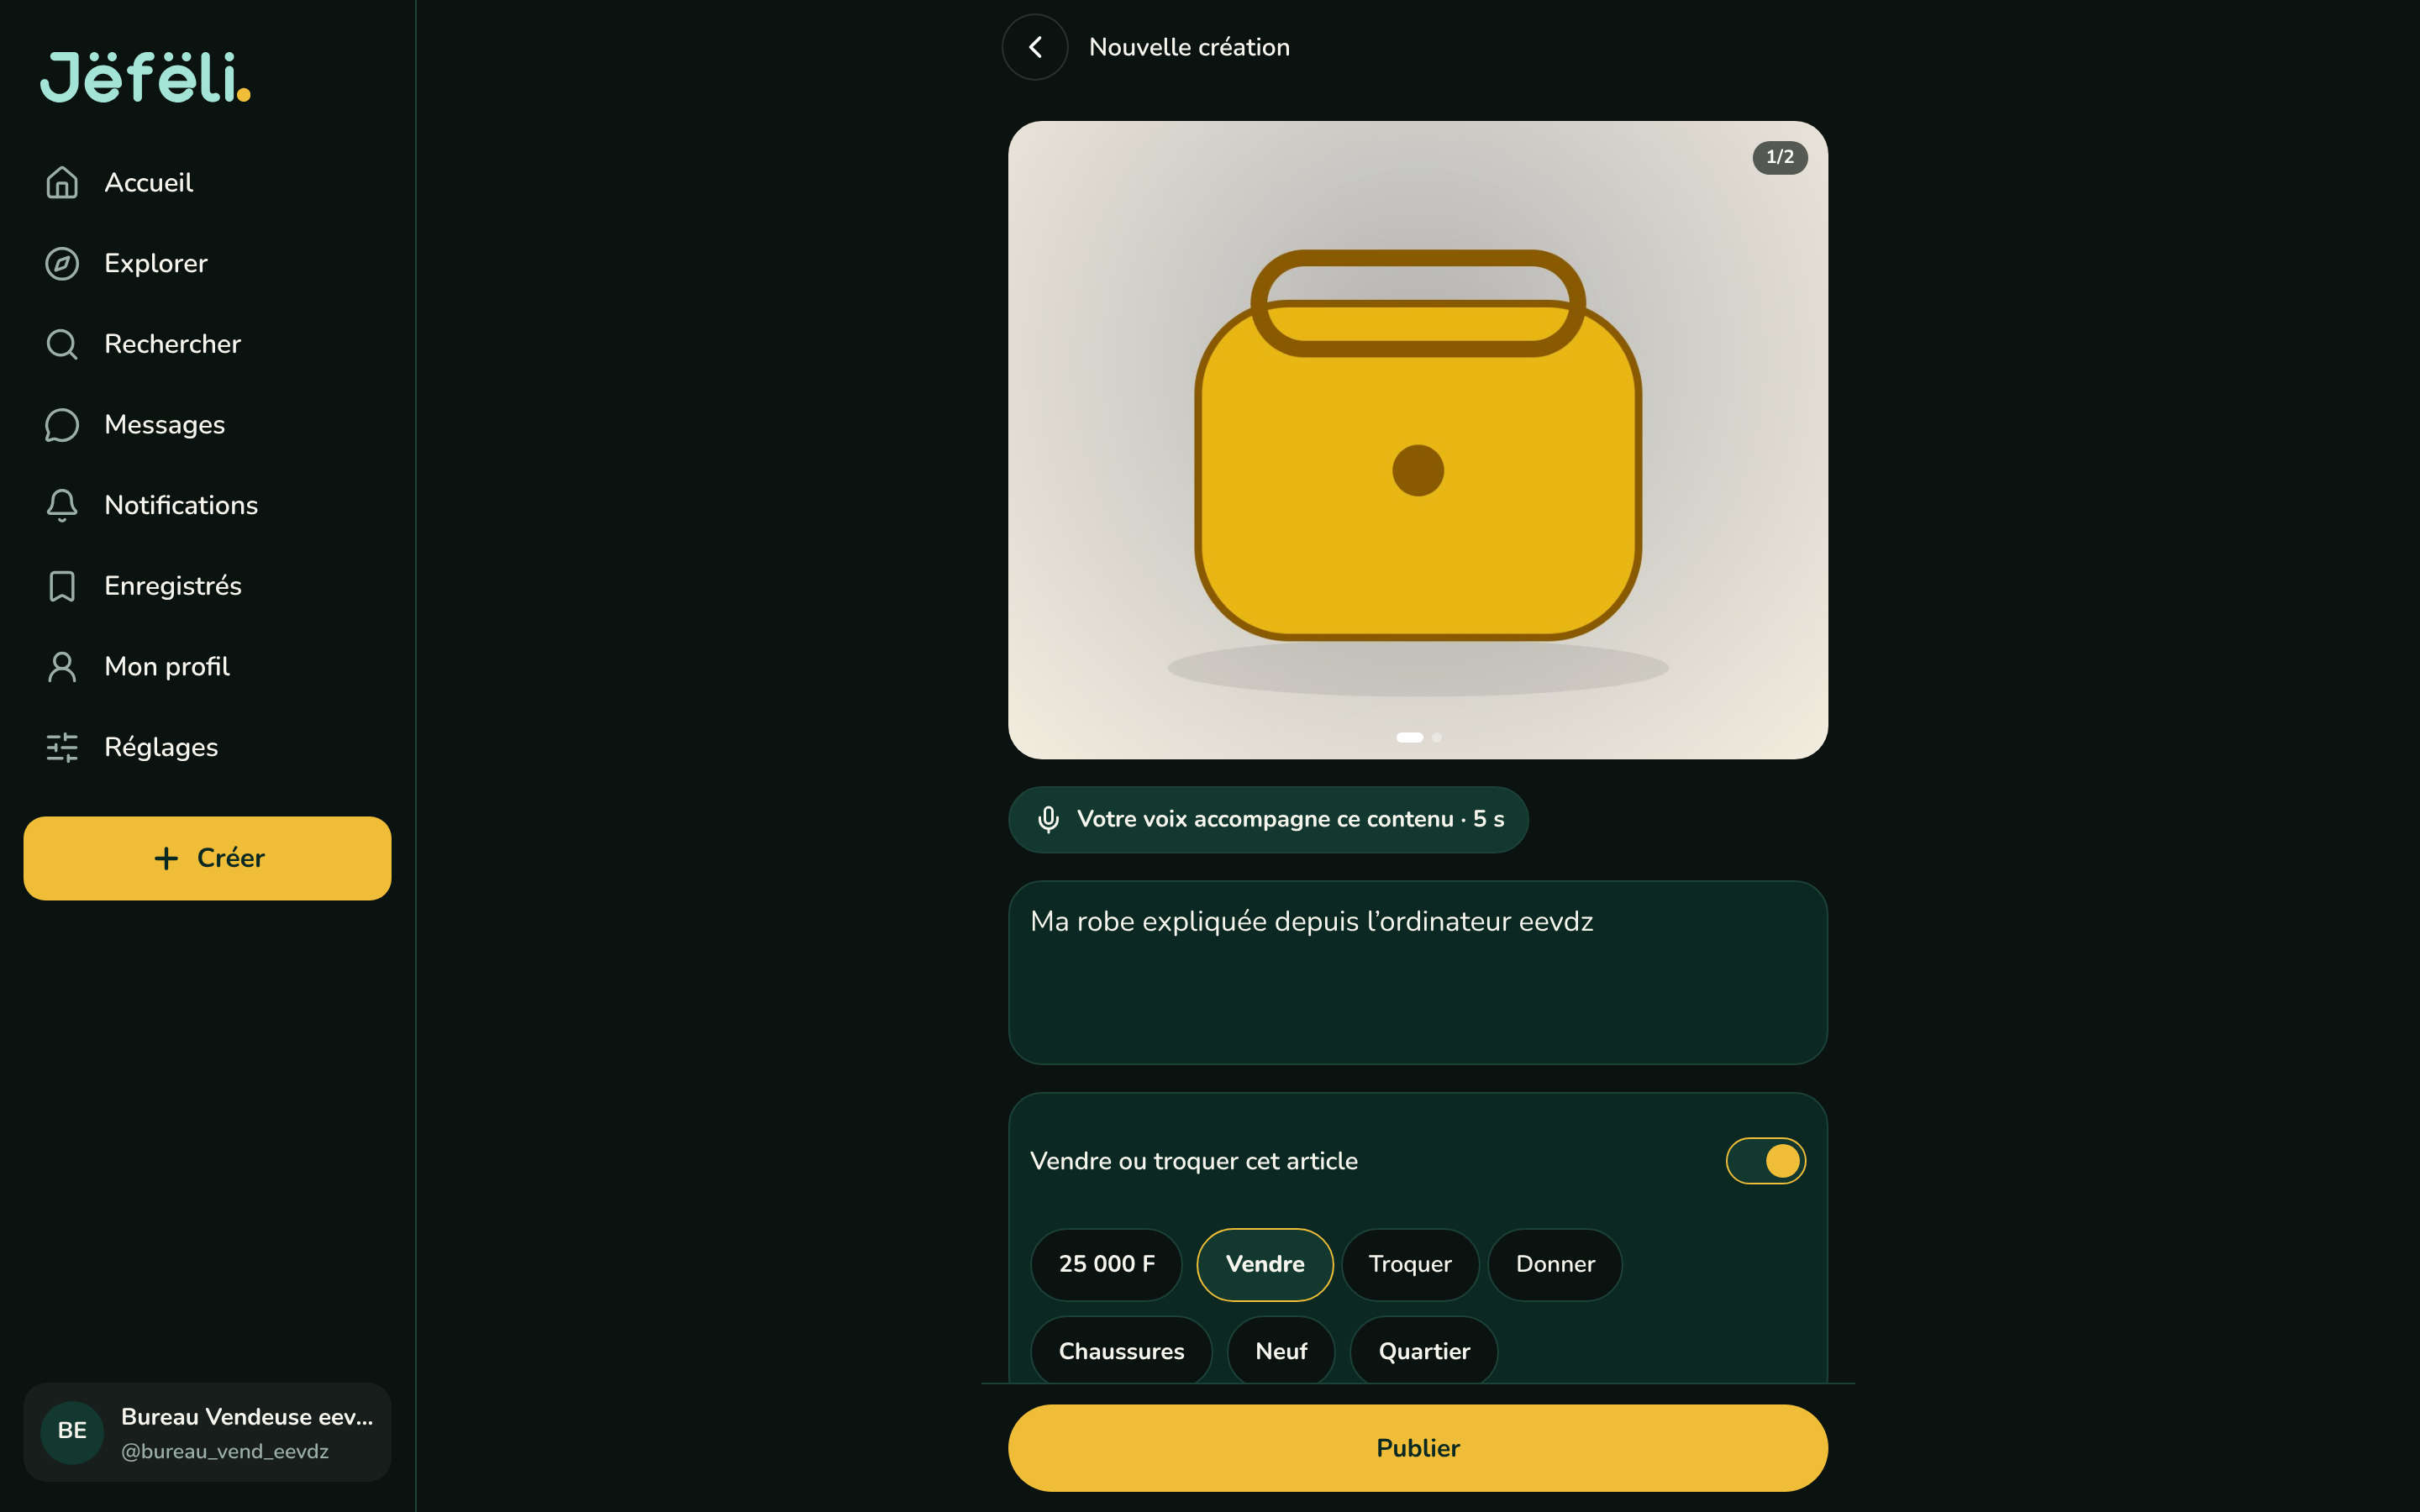 Jëfëli.
Accueil
Explorer
Rechercher
Messages
Notifications
Enregistrés
Mon profil
Réglages
Créer
Bureau Vendeuse eev...
BE
@bureau_vend_eevdz
Nouvelle création
1/2
Votre voix accompagne ce contenu · 5 s
Ma robe expliquée depuis l’ordinateur eevdz
Vendre ou troquer cet article
25 000 F Vendre Troquer Donner
Chaussures Neuf Quartier
Publier